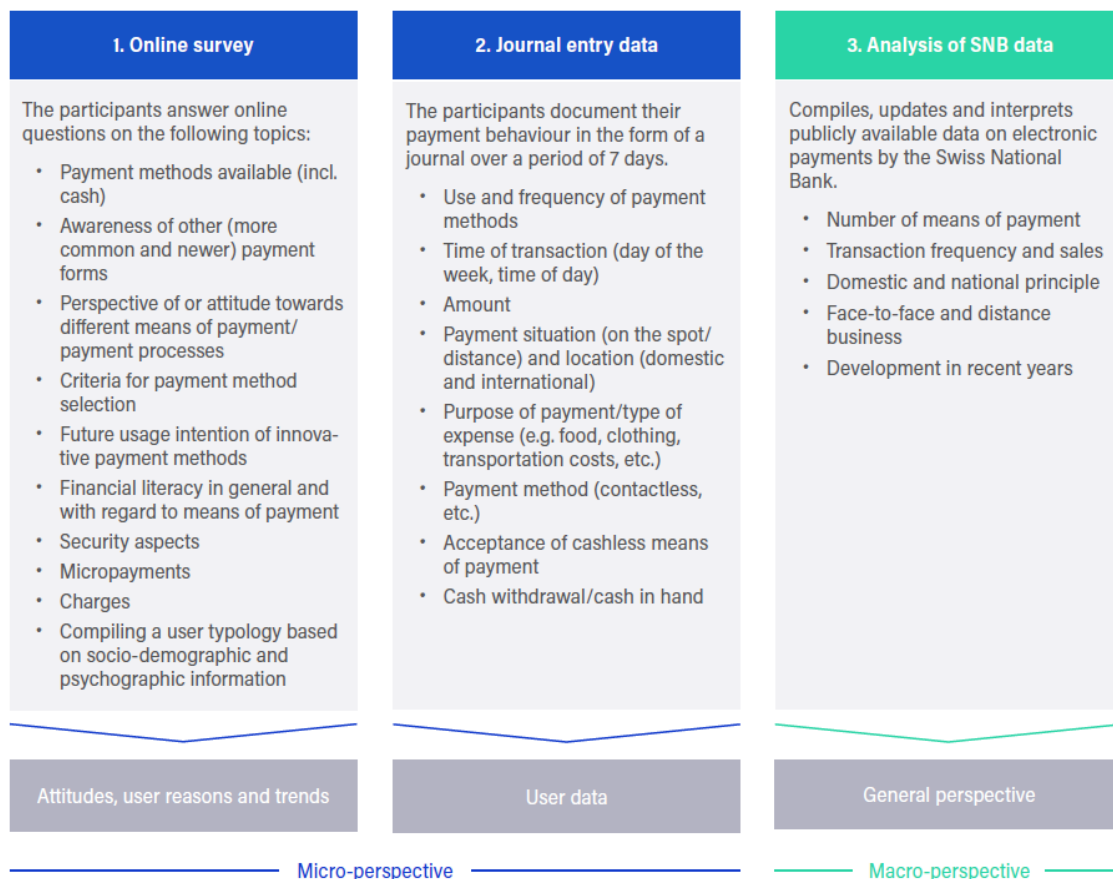 1. Online survey
The participants answer online
questions on the following topics:
• Payment methods available (incl.
cash)
• Awareness of other (more
common and newer) payment
forms
• Perspective of or attitude towards
different means of payment/
payment processes
• Criteria for payment method
selection
• Future usage intention of innova-
tive payment methods
• Financial literacy in general and
with regard to means of payment
• Security aspects
• Micropayments
• Charges
• Compiling a user typology based
on socio-demographic and
psychographic information
Attitudes, user reasons and trends
2. Journal entry data
The participants document their
payment behaviour in the form of a
journal over a period of 7 days.
• Use and frequency of payment
methods
• Time of transaction (day of the
week, time of day)
• Amount
• Payment situation (on the spot/
distance) and location (domestic
and international)
• Purpose of payment/type of
expense (e.g. food, clothing,
transportation costs, etc.)
• Payment method (contactless,
etc.)
• Acceptance of cashless means
of payment
• Cash withdrawal/cash in hand
User data
Micro-perspective
3. Analysis of SNB data
Compiles, updates and interprets
publicly available data on electronic
payments by the Swiss National
Bank.
• Number of means of payment
• Transaction frequency and sales
• Domestic and national principle
• Face-to-face and distance
business
• Development in recent years
General perspective
Macro-perspective